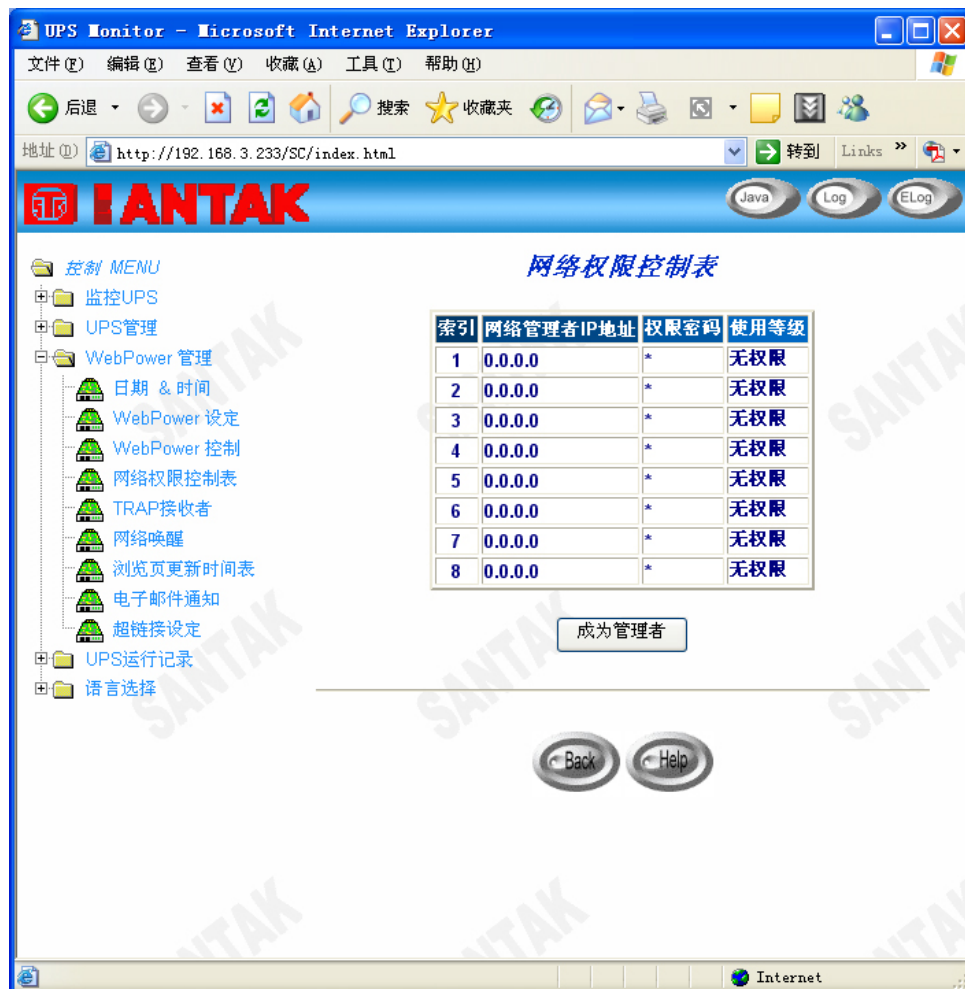 UPS Monitor - Microsoft Internet Explorer
文件(F) 编辑(E) 查看(V) 收藏(A) 工具(T) 帮助(H)
后退 搜索 收藏夹
地址(D) http://192.168.3.233/SC/index.html 转到 Links »
ANTAK
Java Log ELog
控制 MENU
监控UPS
UPS管理
WebPower 管理
日期 & 时间
WebPower 设定
WebPower 控制
网络权限控制表
TRAP接收者
网络唤醒
浏览页更新时间表
电子邮件通知
超链接设定
UPS运行记录
语言选择
网络权限控制表
索引 网络管理者IP地址 权限密码 使用等级
1 0.0.0.0 * 无权限
2 0.0.0.0 * 无权限
3 0.0.0.0 * 无权限
4 0.0.0.0 * 无权限
5 0.0.0.0 * 无权限
6 0.0.0.0 * 无权限
7 0.0.0.0 * 无权限
8 0.0.0.0 * 无权限
成为管理者
Back Help
SANTAK
SANTAK
SANTAK
SANTAK
Internet